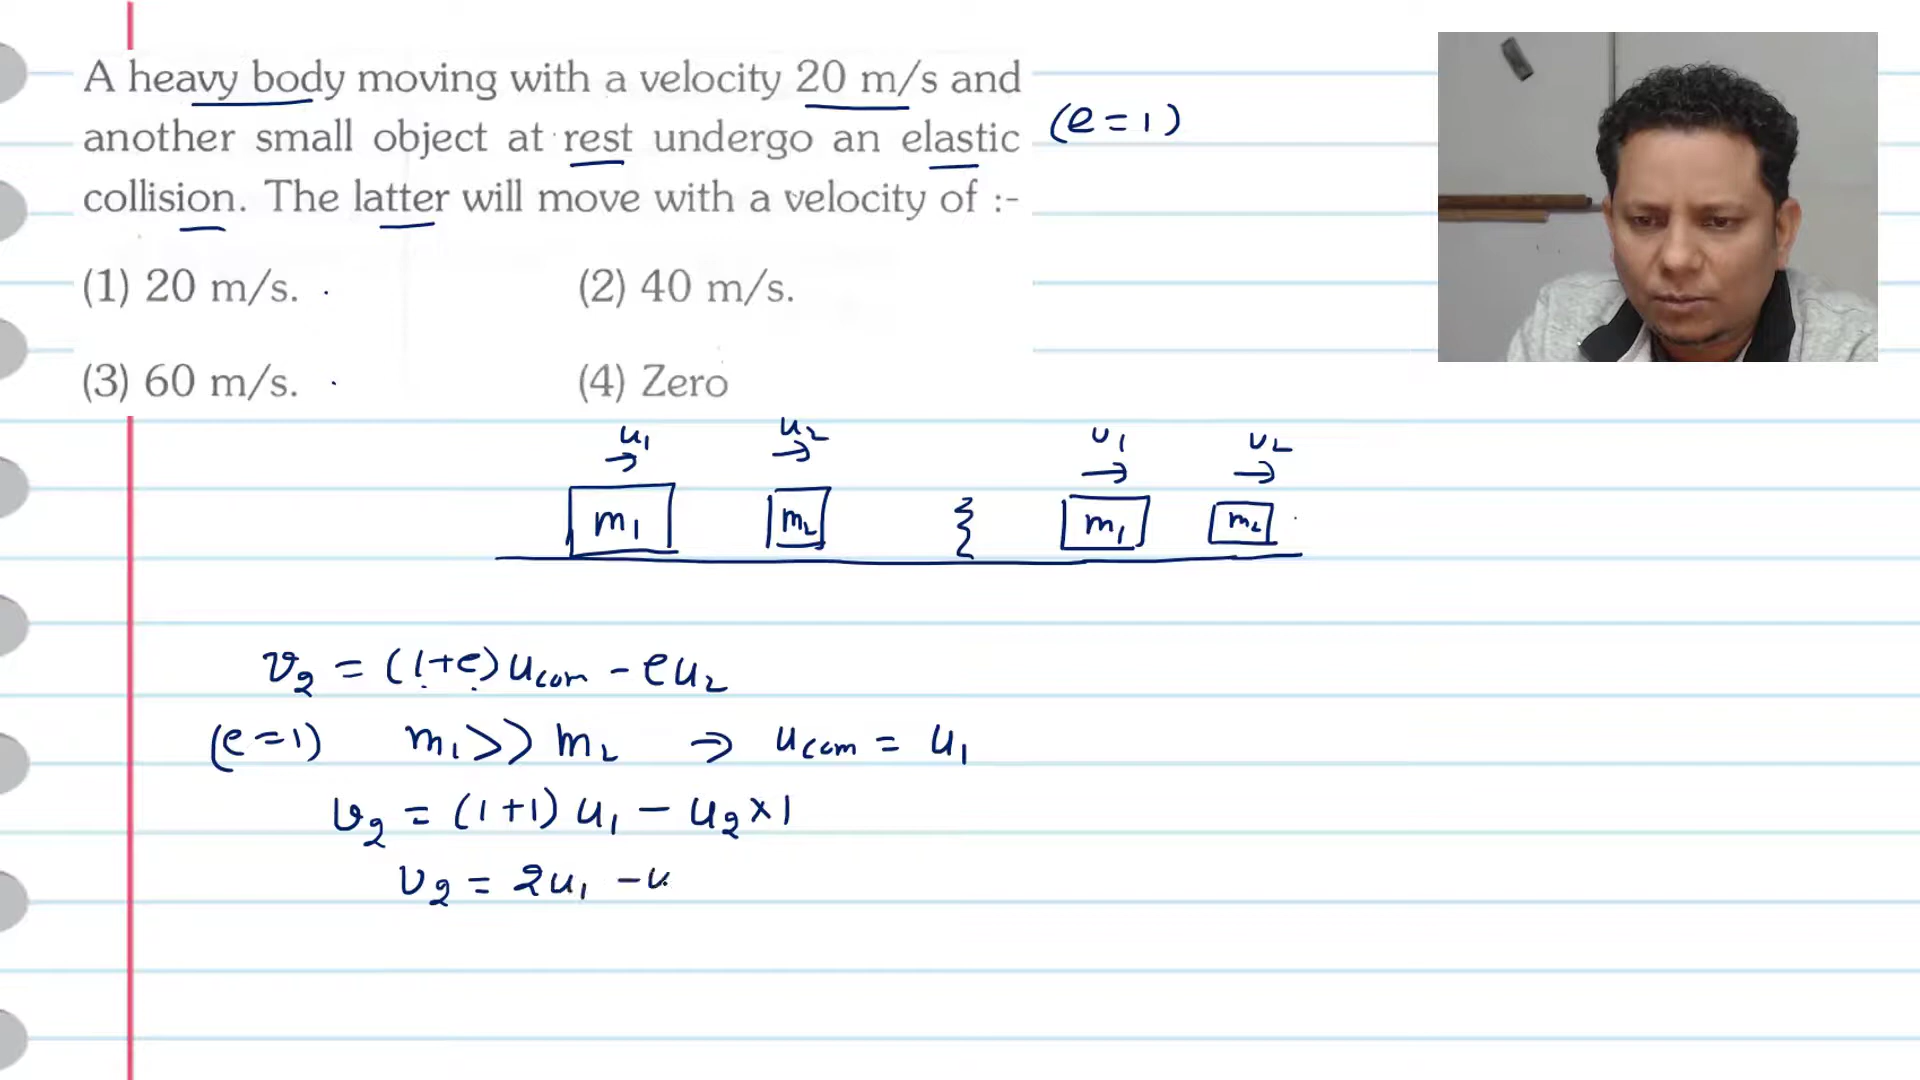 A heavy body moving with a velocity 20 m/s and
another small object at rest undergo an elastic
collision. The latter will move with a velocity of :-
(e=1)
(1) 20 m/s. (2) 40 m/s.
(3) 60 m/s. (4) Zero
u₁ u₂ v₁ v₂
m₁ m₂ m₁ m₂
v₂ = (1+e)u_com - eu₂
(e=1) m₁ >> m₂ → u_com = u₁
v₂ = (1+1) u₁ - u₂×1
v₂ = 2u₁ - u